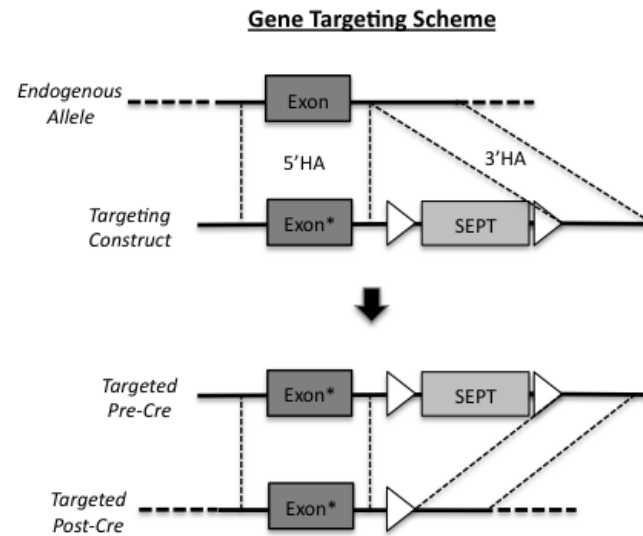 Gene Targeting Scheme
Endogenous
Allele
Exon
5'HA
3'HA
Targeting
Construct
Exon*
SEPT
Targeted
Pre-Cre
Exon*
SEPT
Targeted
Post-Cre
Exon*